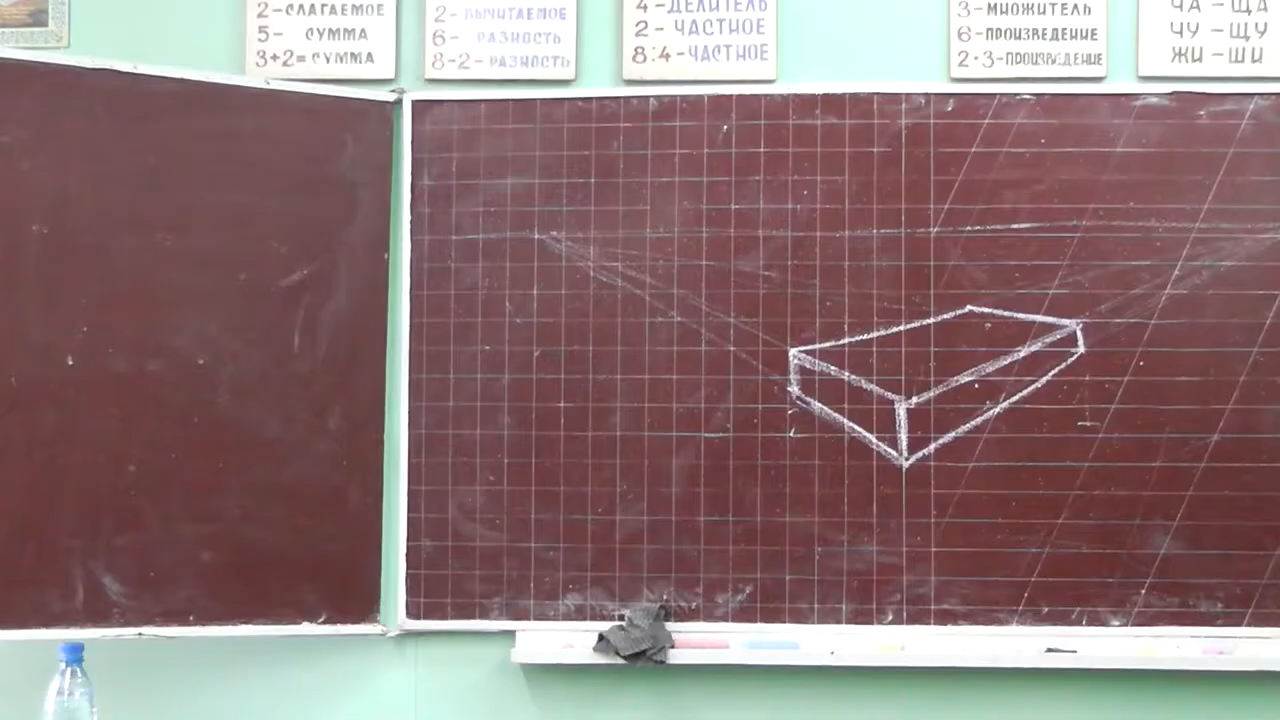 2-СЛАГАЕМОЕ
5- СУММА
3+2=СУММА
2-ВЫЧИТАЕМОЕ
6- РАЗНОСТЬ
8-2-РАЗНОСТЬ
4-ДЕЛИТЕЛЬ
2-ЧАСТНОЕ
8:4-ЧАСТНОЕ
3-МНОЖИТЕЛЬ
6-ПРОИЗВЕДЕНИЕ
2·3-ПРОИЗВЕДЕНИЕ
ЧА-ЩА
ЧУ-ЩУ
ЖИ-ШИ